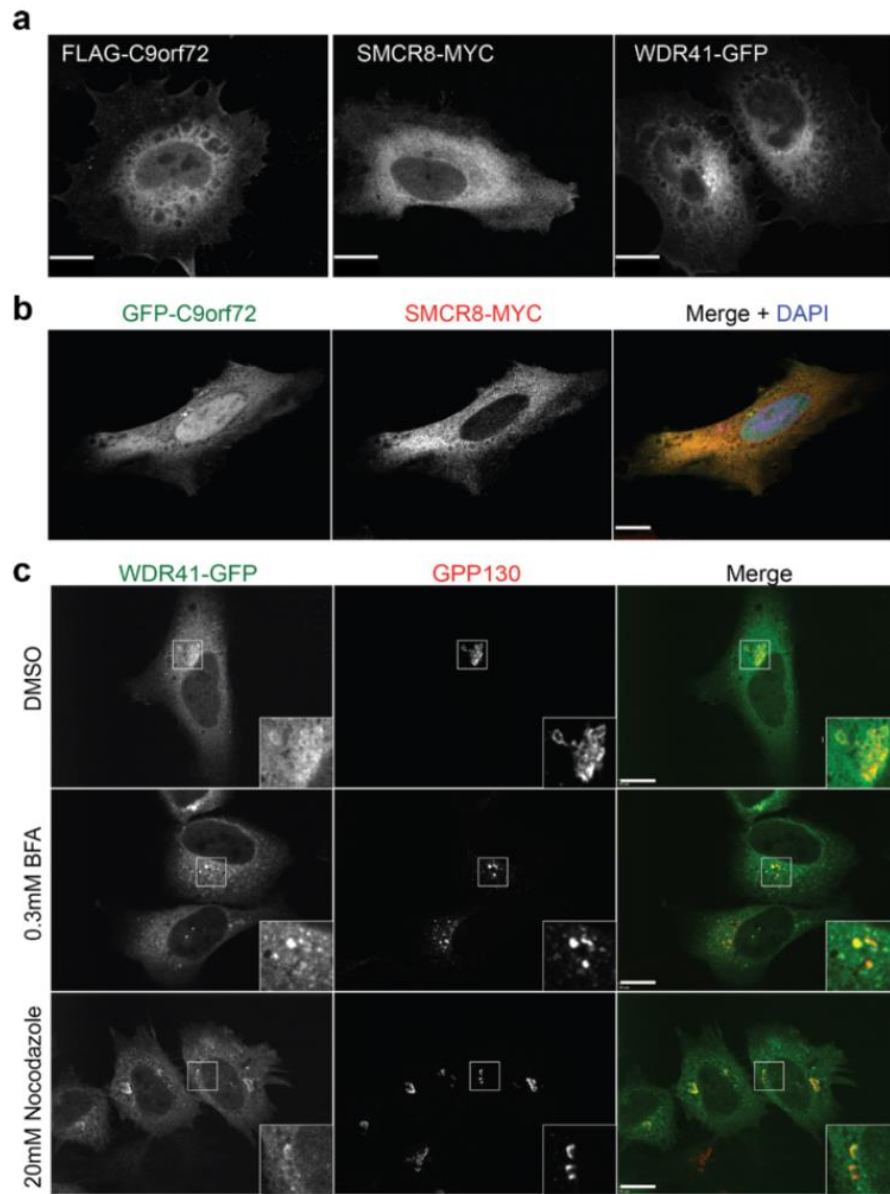 a
FLAG-C9orf72 SMCR8-MYC WDR41-GFP
b
GFP-C9orf72 SMCR8-MYC Merge + DAPI
c
WDR41-GFP GPP130 Merge
DMSO
0.3mM BFA
20mM Nocodazole